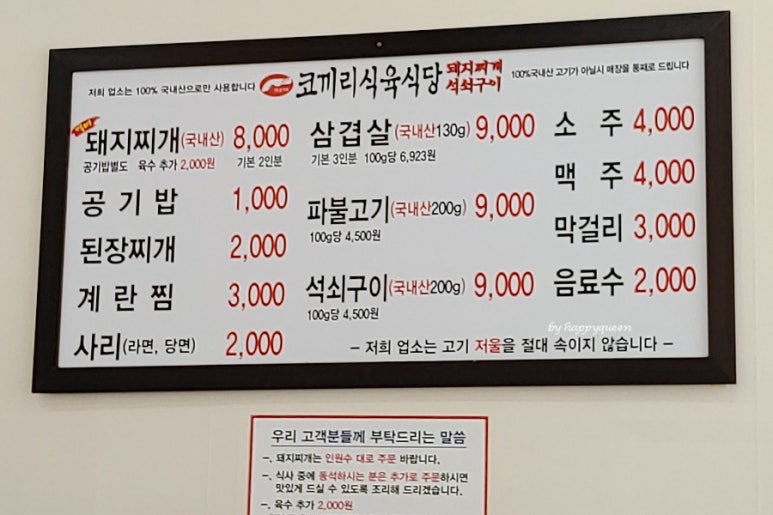 저희 업소는 100% 국내산으로만 사용합니다
코끼리식육식당
돼지찌개
석쇠구이
100%국내산 고기가 아닐시 매장을 통째로 드립니다
돼지찌개(국내산) 8,000
공기밥별도 육수 추가 2,000원 기본 2인분
공기밥 1,000
된장찌개 2,000
계란찜 3,000
사리(라면, 당면) 2,000
삼겹살(국내산130g) 9,000
기본 3인분 100g당 6,923원
파불고기(국내산200g) 9,000
100g당 4,500원
석쇠구이(국내산200g) 9,000
100g당 4,500원
소주 4,000
맥주 4,000
막걸리 3,000
음료수 2,000
by happyqueen
– 저희 업소는 고기 저울을 절대 속이지 않습니다 –
우리 고객분들께 부탁드리는 말씀
–. 돼지찌개는 인원수 대로 주문 바랍니다.
–. 식사 중에 동석하시는 분은 추가로 주문하시면
맛있게 드실 수 있도록 조리해 드리겠습니다.
–. 육수 추가 2,000원